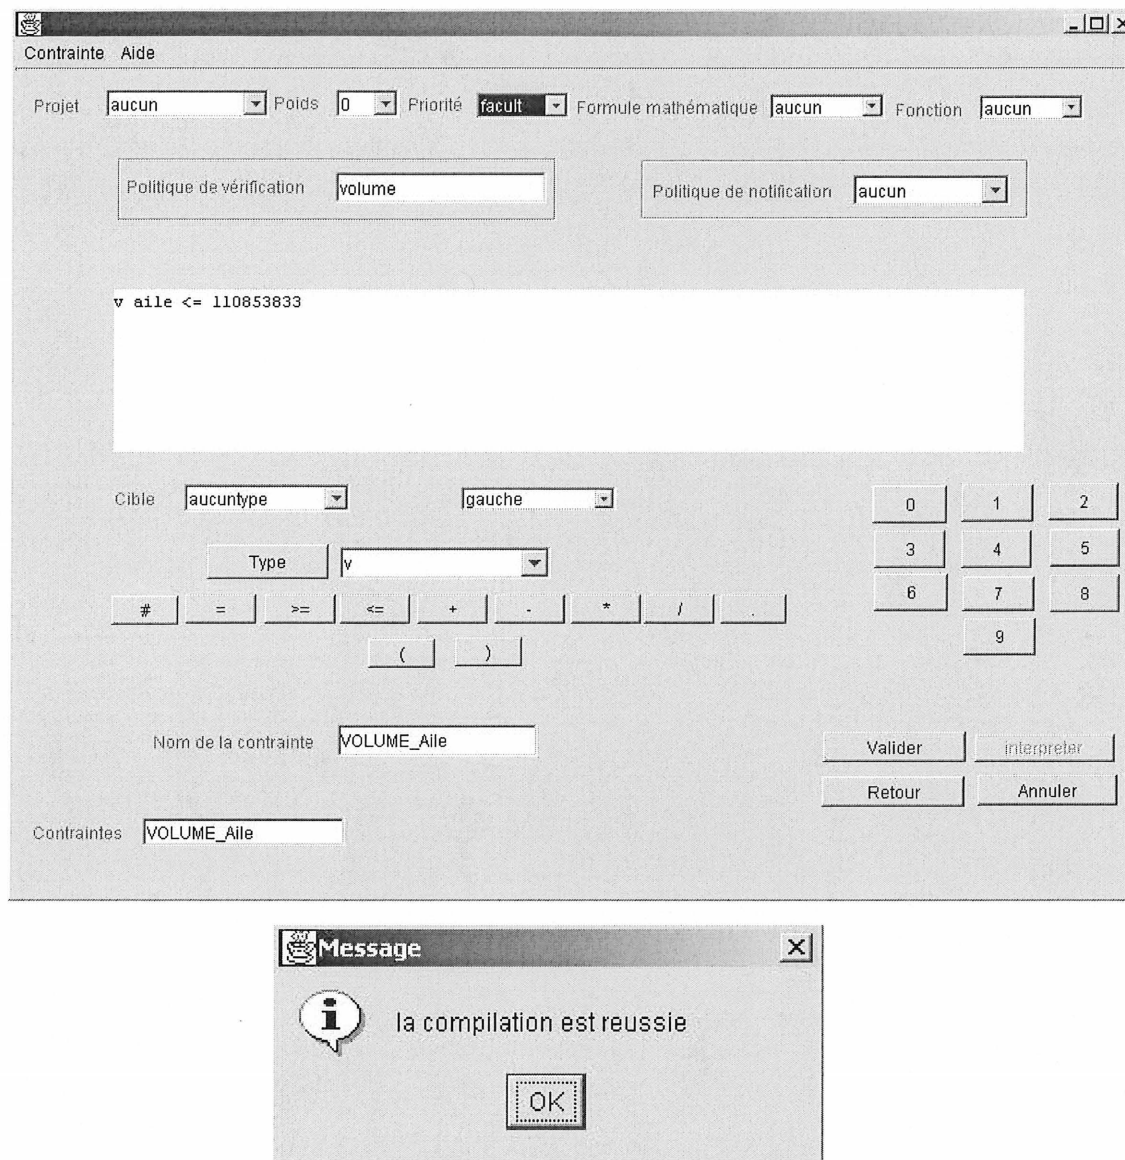 Contrainte Aide
Projet aucun Poids 0 Priorité facult Formule mathématique aucun Fonction aucun
Politique de vérification volume Politique de notification aucun
v aile <= 110853833
Cible aucuntype gauche
0 1 2
Type v
3 4 5
# = >= <= + - * / .
6 7 8
( )
9
Nom de la contrainte VOLUME_Aile
Valider interpreter
Retour Annuler
Contraintes VOLUME_Aile
Message
la compilation est reussie
OK